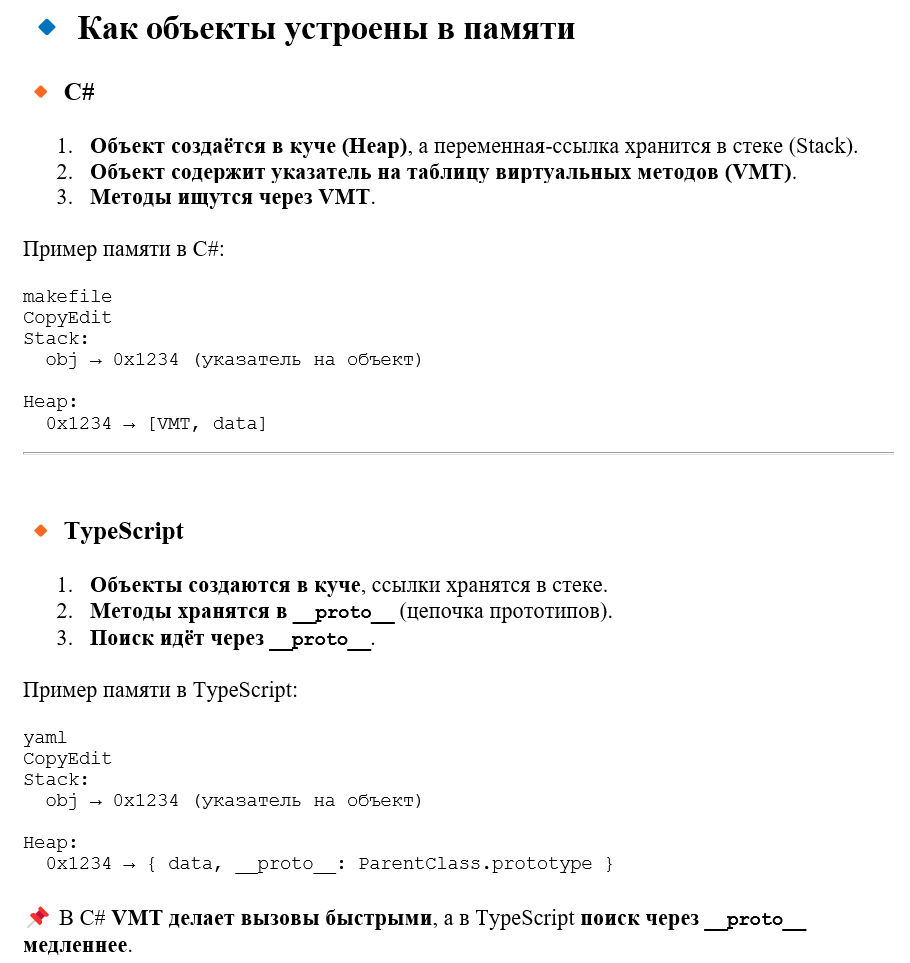 Как объекты устроены в памяти
C#
1. Объект создаётся в куче (Heap), а переменная-ссылка хранится в стеке (Stack).
2. Объект содержит указатель на таблицу виртуальных методов (VMT).
3. Методы ищутся через VMT.
Пример памяти в C#:
makefile
CopyEdit
Stack:
  obj → 0x1234 (указатель на объект)
Heap:
  0x1234 → [VMT, data]
TypeScript
1. Объекты создаются в куче, ссылки хранятся в стеке.
2. Методы хранятся в __proto__ (цепочка прототипов).
3. Поиск идёт через __proto__.
Пример памяти в TypeScript:
yaml
CopyEdit
Stack:
  obj → 0x1234 (указатель на объект)
Heap:
  0x1234 → { data, __proto__: ParentClass.prototype }
📌 В C# VMT делает вызовы быстрыми, а в TypeScript поиск через __proto__
медленнее.